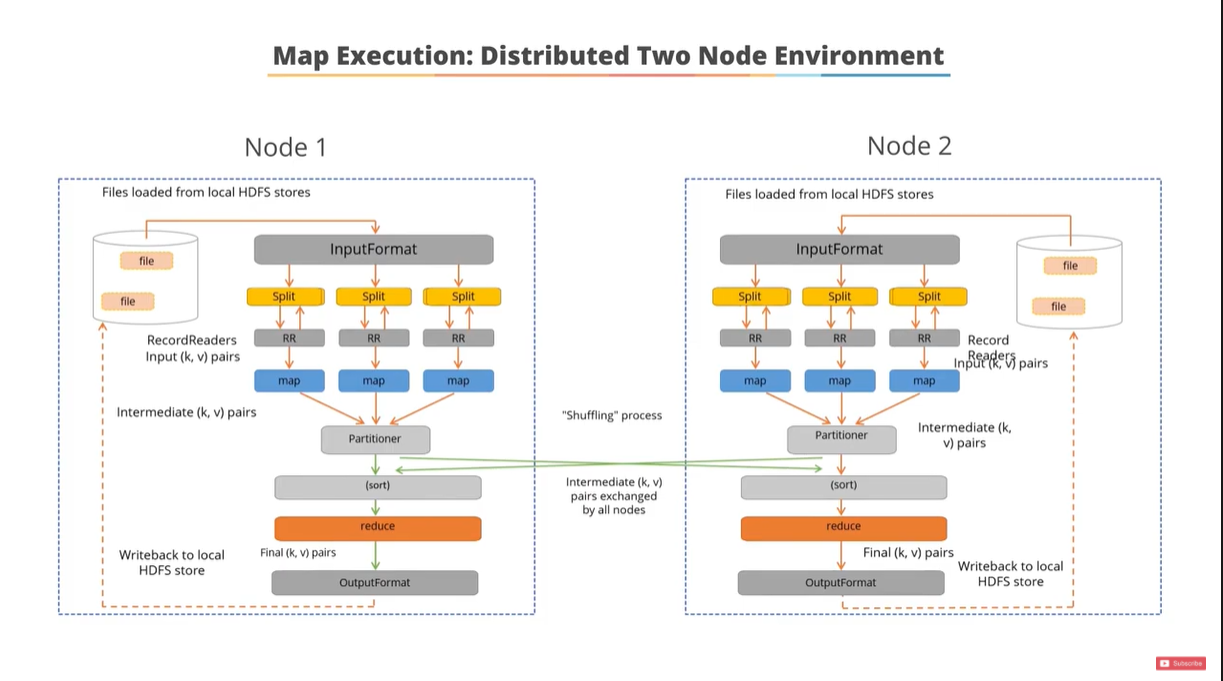 Map Execution: Distributed Two Node Environment
Node 1
Files loaded from local HDFS stores
file
file
InputFormat
Split
Split
Split
RecordReaders
Input (k, v) pairs
RR
RR
RR
map
map
map
Intermediate (k, v) pairs
Partitioner
(sort)
reduce
Final (k, v) pairs
Writeback to local
HDFS store
OutputFormat
"Shuffling" process
Intermediate (k, v)
pairs exchanged
by all nodes
Node 2
Files loaded from local HDFS stores
InputFormat
file
file
Split
Split
Split
RR
RR
RR
Record
Readers
Input (k, v) pairs
map
map
map
Partitioner
Intermediate (k,
v) pairs
(sort)
reduce
Final (k, v) pairs
Writeback to local
HDFS store
OutputFormat
Subscribe